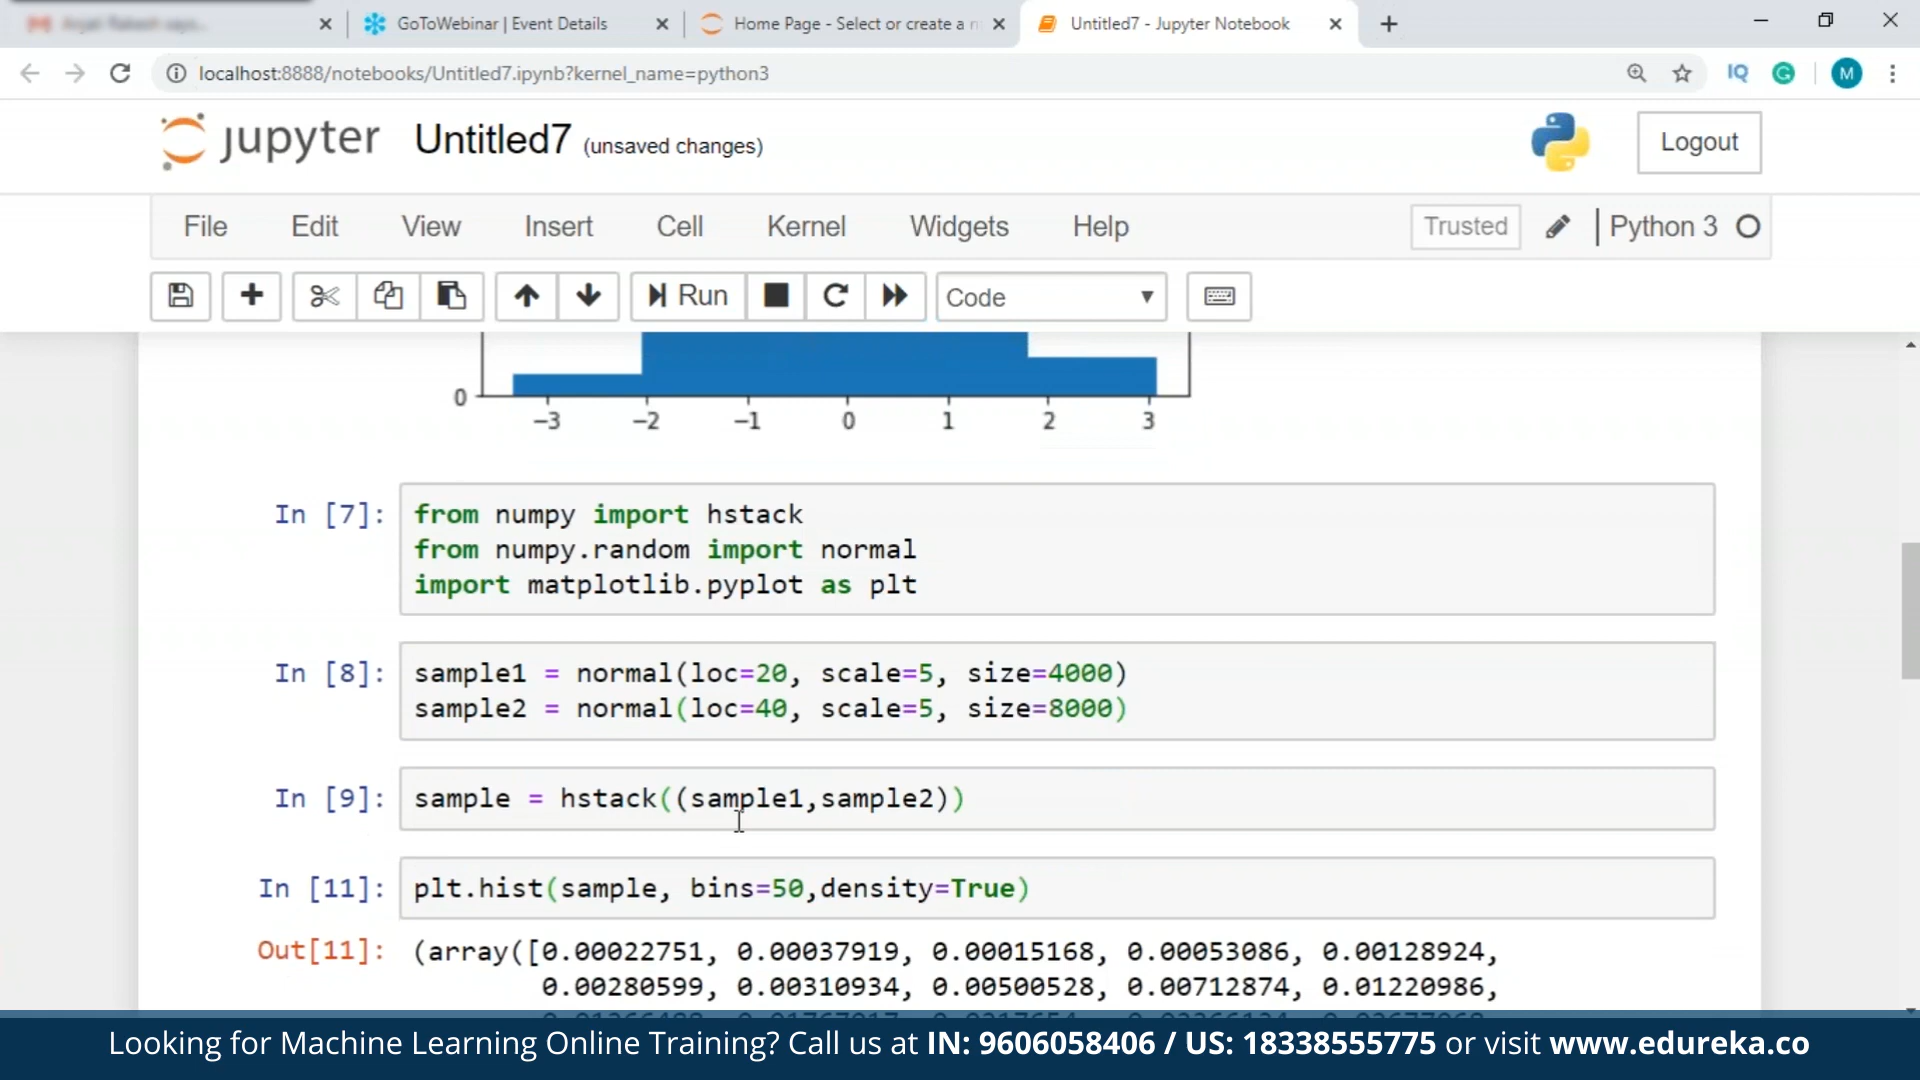 GoToWebinar | Event Details
Home Page - Select or create a n
Untitled7 - Jupyter Notebook
localhost:8888/notebooks/Untitled7.ipynb?kernel_name=python3
IQ
G
M
jupyter Untitled7 (unsaved changes)
Logout
File Edit View Insert Cell Kernel Widgets Help Trusted Python 3
Run Code
0
−3 −2 −1 0 1 2 3
In [7]: from numpy import hstack
from numpy.random import normal
import matplotlib.pyplot as plt
In [8]: sample1 = normal(loc=20, scale=5, size=4000)
sample2 = normal(loc=40, scale=5, size=8000)
In [9]: sample = hstack((sample1,sample2))
In [11]: plt.hist(sample, bins=50,density=True)
Out[11]: (array([0.00022751, 0.00037919, 0.00015168, 0.00053086, 0.00128924,
0.00280599, 0.00310934, 0.00500528, 0.00712874, 0.01220986,
Looking for Machine Learning Online Training? Call us at IN: 9606058406 / US: 18338555775 or visit www.edureka.co